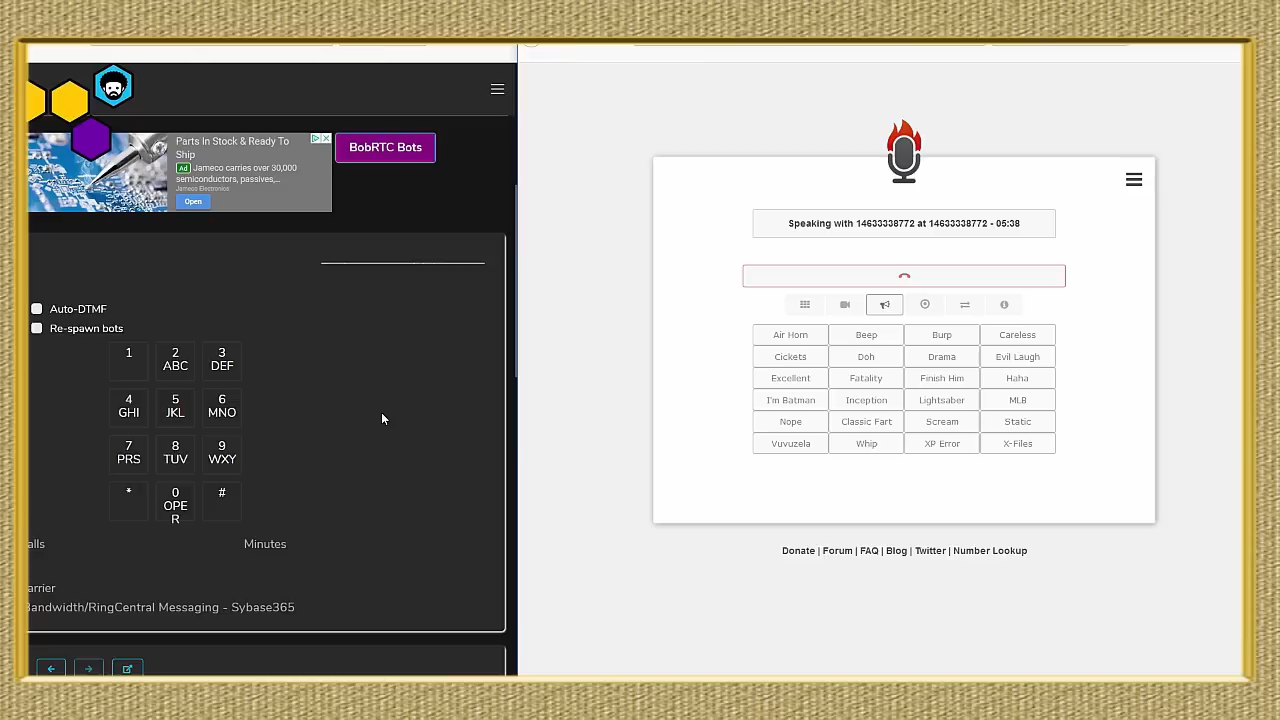 Parts In Stock & Ready To
Ship
Ad Jameco carries over 30,000
semiconductors, passives,...
Jameco Electronics
Open
BobRTC Bots
Auto-DTMF
Re-spawn bots
1
2
ABC
3
DEF
4
GHI
5
JKL
6
MNO
7
PRS
8
TUV
9
WXY
*
0
OPE
R
#
alls
Minutes
arrier
Bandwidth/RingCentral Messaging - Sybase365
Speaking with 14633338772 at 14633338772 - 05:38
Air Horn Beep Burp Careless
Cickets Doh Drama Evil Laugh
Excellent Fatality Finish Him Haha
I'm Batman Inception Lightsaber MLB
Nope Classic Fart Scream Static
Vuvuzela Whip XP Error X-Files
Donate | Forum | FAQ | Blog | Twitter | Number Lookup